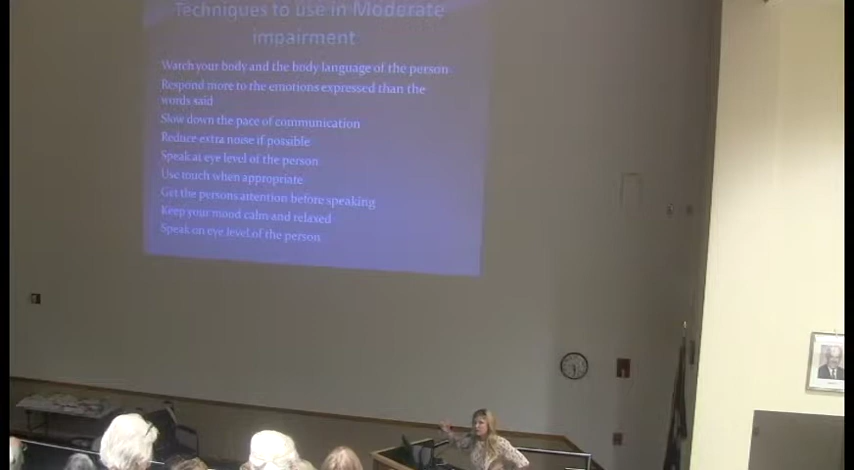 Techniques to use in Moderate
impairment
Watch your body and the body language of the person
Respond more to the emotions expressed than the
words said
Slow down the pace of communication
Reduce extra noise if possible
Speak at eye level of the person
Use touch when appropriate
Get the persons attention before speaking
Keep your mood calm and relaxed
Speak on eye level of the person